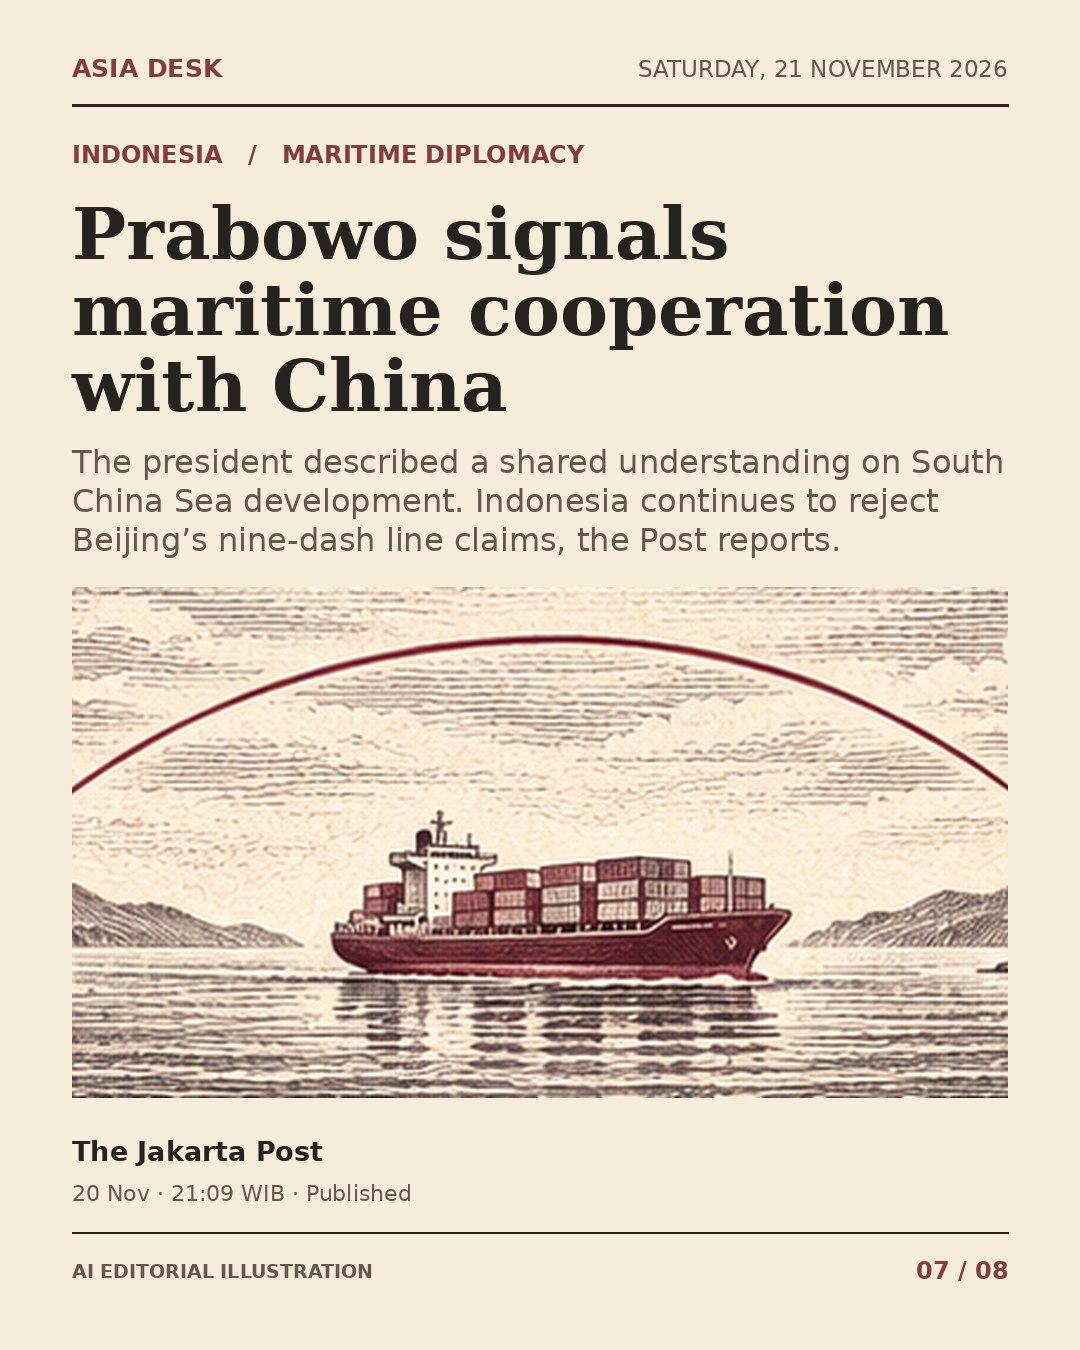 ASIA DESK
SATURDAY, 21 NOVEMBER 2026
INDONESIA / MARITIME DIPLOMACY
Prabowo signals
maritime cooperation
with China
The president described a shared understanding on South
China Sea development. Indonesia continues to reject
Beijing’s nine-dash line claims, the Post reports.
The Jakarta Post
20 Nov · 21:09 WIB · Published
AI EDITORIAL ILLUSTRATION
07 / 08